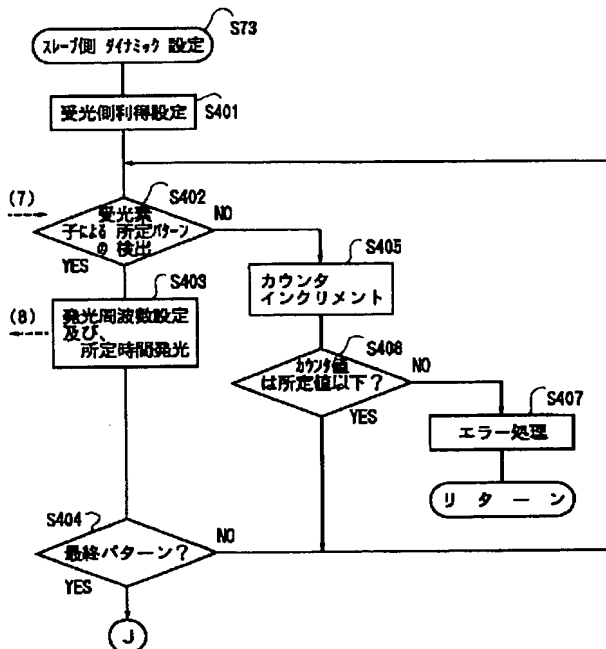 スレーブ側 ダイナミック 設定
S73
受光側利得設定
S401
(7)
S402
受光素
子による 所定パターン
の 検出
NO
YES
S405
カウンタ
インクリメント
S403
(8)
発光周波数設定
及び、
所定時間発光
S406
カウンタ値
は所定値以下?
NO
YES
S407
エラー処理
リターン
S404
最終パターン?
NO
YES
J